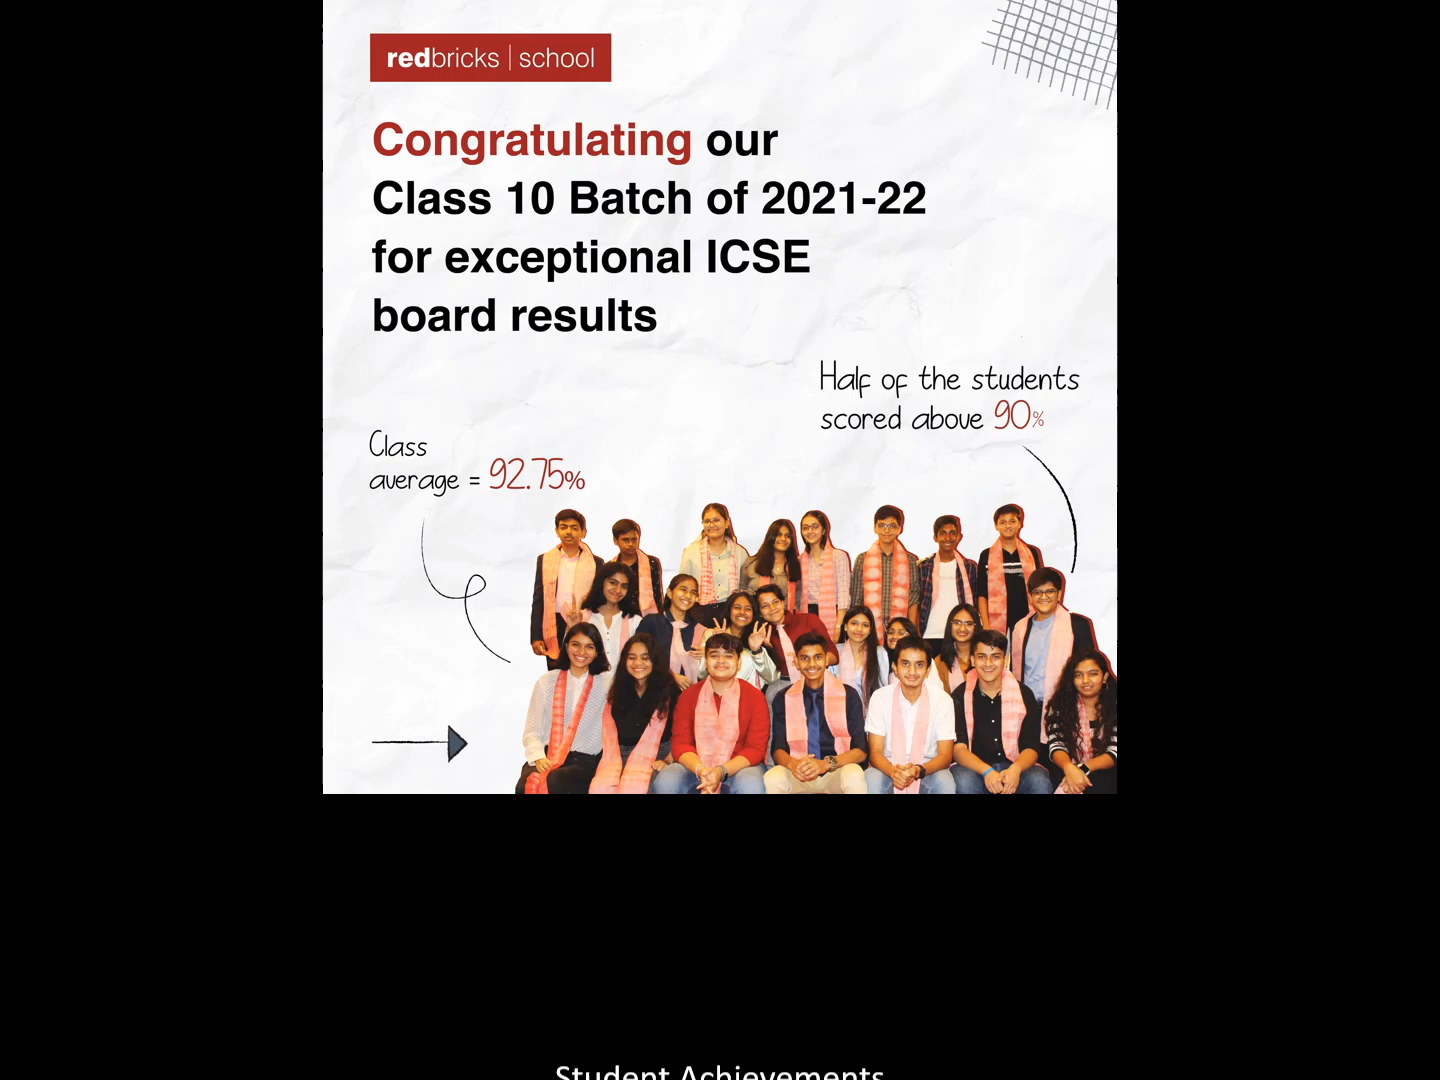 redbricks | school
Congratulating our
Class 10 Batch of 2021-22
for exceptional ICSE
board results
Half of the students
scored above 90%
Class
average = 92.75%
Student Achievements